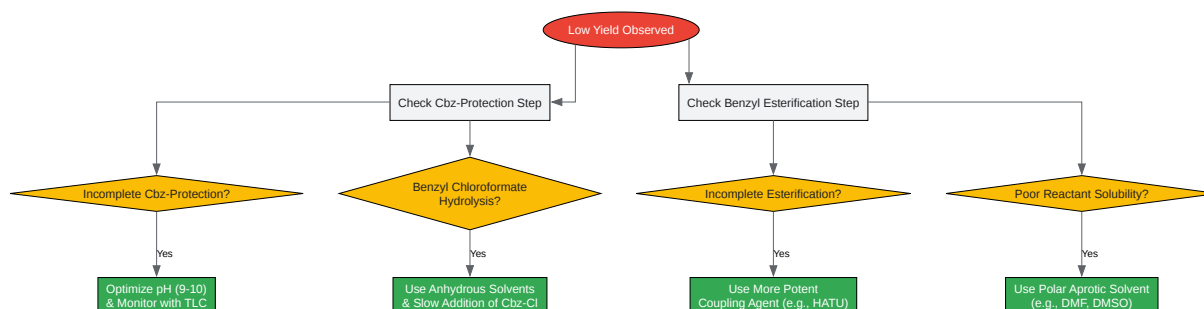 Low Yield Observed
Check Cbz-Protection Step
Check Benzyl Esterification Step
Incomplete Cbz-Protection?
Benzyl Chloroformate
Hydrolysis?
Incomplete Esterification?
Poor Reactant Solubility?
Yes
Yes
Yes
Yes
Optimize pH (9-10)
& Monitor with TLC
Use Anhydrous Solvents
& Slow Addition of Cbz-Cl
Use More Potent
Coupling Agent (e.g., HATU)
Use Polar Aprotic Solvent
(e.g., DMF, DMSO)